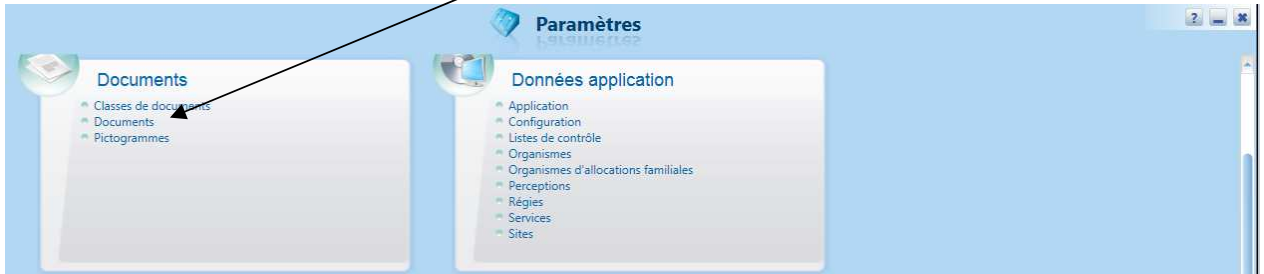 Paramètres
Documents
Classes de documents
Documents
Pictogrammes
Données application
Application
Configuration
Listes de contrôle
Organismes
Organismes d'allocations familiales
Perceptions
Régies
Services
Sites